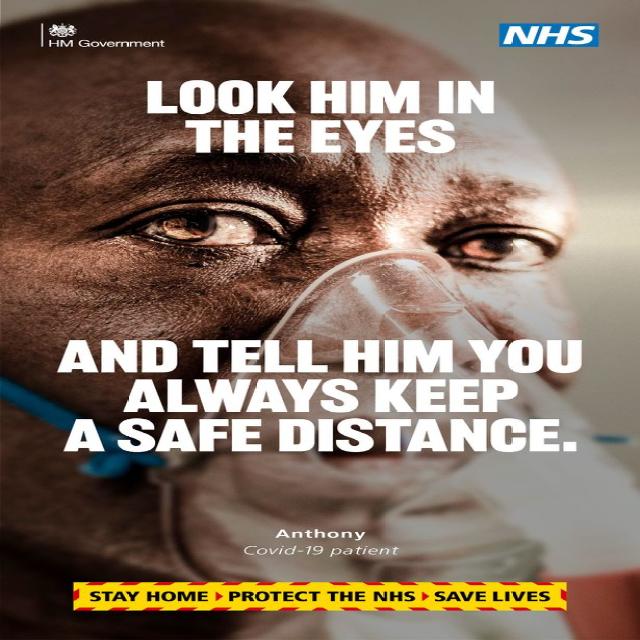 HM Government
NHS
LOOK HIM IN
THE EYES
AND TELL HIM YOU
ALWAYS KEEP
A SAFE DISTANCE.
Anthony
Covid-19 patient
STAY HOME ▸ PROTECT THE NHS ▸ SAVE LIVES